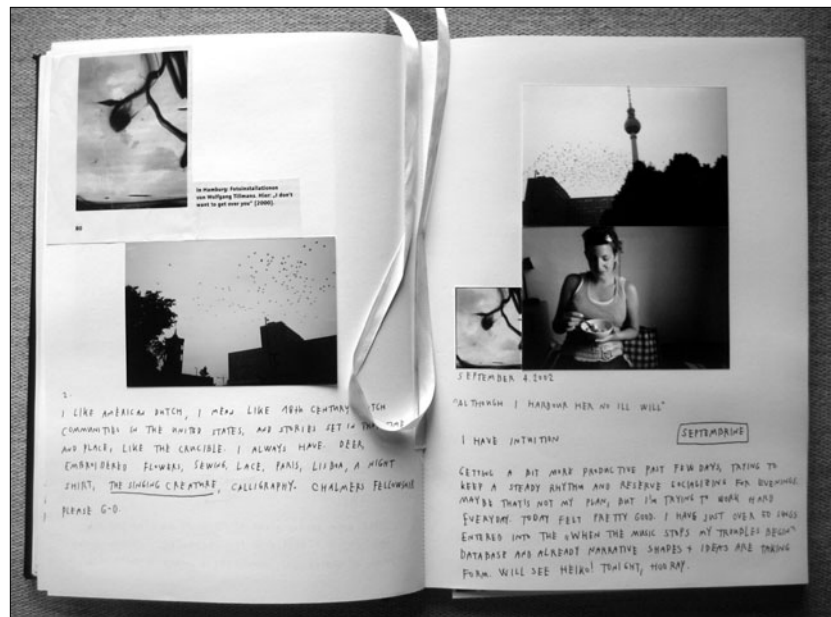 in Hamburg: Fotoinstallationen
von Wolfgang Tillmans. Hier: „I don't
want to get over you" (2000).
80
2.
I LIKE AMERICAN DUTCH, I MEAN LIKE 18TH CENTURY DUTCH
COMMUNITIES IN THE UNITED STATES, AND STORIES SET IN THAT TIME
AND PLACE, LIKE THE CRUCIBLE. I ALWAYS HAVE. DEER,
EMBROIDERED FLOWERS, SEWING, LACE, PARIS, LISBOA, A NIGHT
SHIRT, THE SINGING CREATURE, CALLIGRAPHY. CHALMERS FELLOWSHIP
PLEASE G-D.
SEPTEMBER 4. 2002
"ALTHOUGH I HARBOUR HER NO ILL WILL"
I HAVE INTUITION
SEPTEMDRINE
GETTING A BIT MORE PRODUCTIVE PAST FEW DAYS, TRYING TO
KEEP A STEADY RHYTHM AND RESERVE SOCIALIZING FOR EVENINGS.
MAYBE THAT'S NOT MY PLAN, BUT I'M TRYING TO WORK HARD
EVERYDAY. TODAY FELT PRETTY GOOD. I HAVE JUST OVER 50 SONGS
ENTERED INTO THE "WHEN THE MUSIC STOPS MY TROUBLES BEGIN"
DATABASE AND ALREADY NARRATIVE SHAPES + IDEAS ARE TAKING
FORM. WILL SEE HEIKO! TONIGHT, HOORAY.